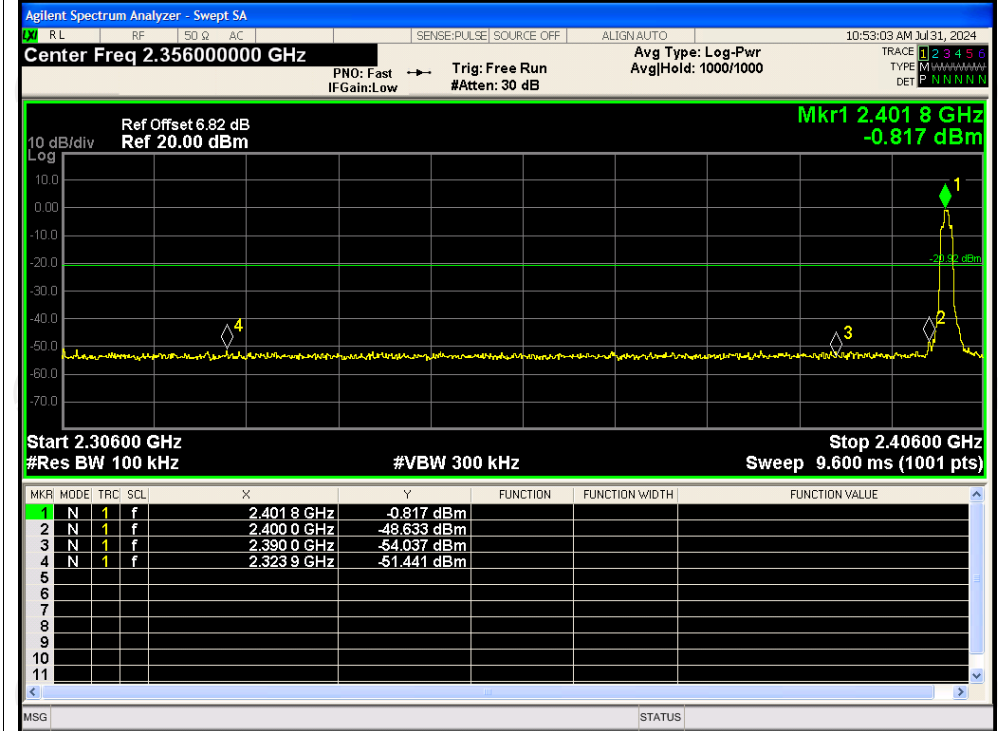 Agilent Spectrum Analyzer - Swept SA
LXI RL RF 50 Ω AC SENSE:PULSE SOURCE OFF ALIGN AUTO 10:53:03 AM Jul 31, 2024
Center Freq 2.356000000 GHz
PNO: Fast
IFGain:Low
Trig: Free Run
#Atten: 30 dB
Avg Type: Log-Pwr
Avg|Hold: 1000/1000
TRACE 1 2 3 4 5 6
TYPE M
DET P N N N N N
Mkr1 2.401 8 GHz
-0.817 dBm
Ref Offset 6.82 dB
Ref 20.00 dBm
10 dB/div
Log
10.0
0.00
-10.0
-20.0
-30.0
-40.0
-50.0
-60.0
-70.0
1
-20.92 dBm
2
3
4
Start 2.30600 GHz
Stop 2.40600 GHz
#Res BW 100 kHz
#VBW 300 kHz
Sweep 9.600 ms (1001 pts)
MKR MODE TRC SCL X Y FUNCTION FUNCTION WIDTH FUNCTION VALUE
1 N 1 f 2.401 8 GHz -0.817 dBm
2 N 1 f 2.400 0 GHz -48.633 dBm
3 N 1 f 2.390 0 GHz -54.037 dBm
4 N 1 f 2.323 9 GHz -51.441 dBm
5
6
7
8
9
10
11
MSG STATUS